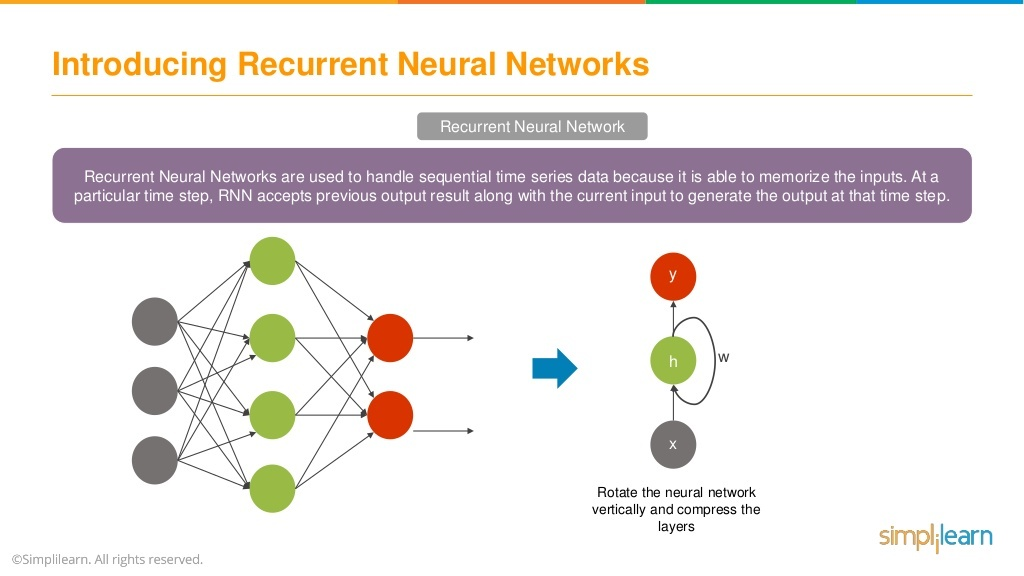 Introducing Recurrent Neural Networks
Recurrent Neural Network
Recurrent Neural Networks are used to handle sequential time series data because it is able to memorize the inputs. At a
particular time step, RNN accepts previous output result along with the current input to generate the output at that time step.
y
h
w
x
Rotate the neural network
vertically and compress the
layers
simplilearn
©Simplilearn. All rights reserved.